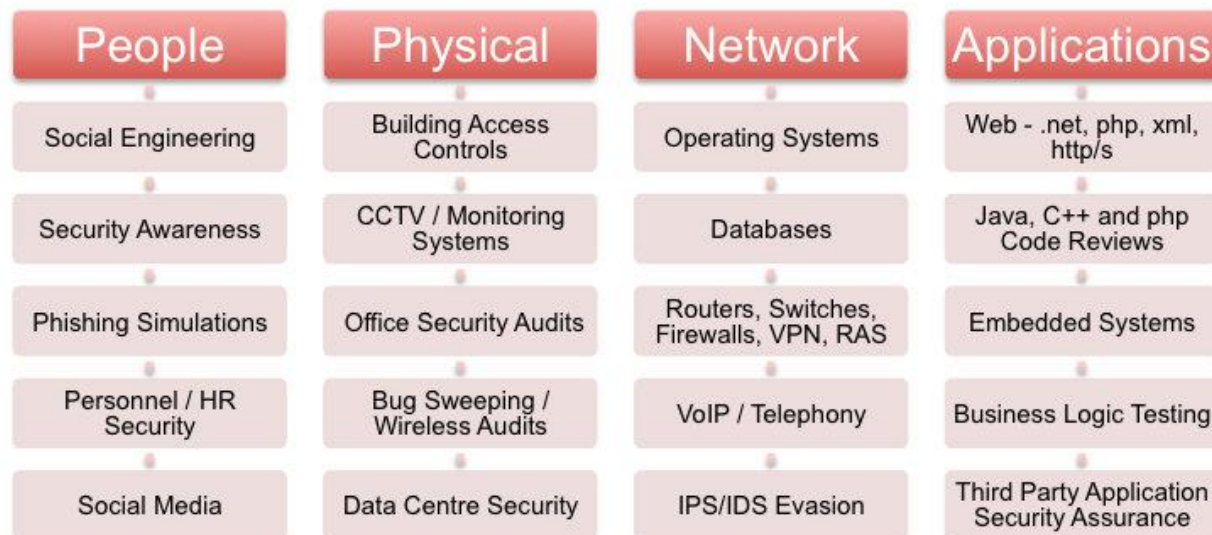 People
Social Engineering
Security Awareness
Phishing Simulations
Personnel / HR
Security
Social Media
Physical
Building Access
Controls
CCTV / Monitoring
Systems
Office Security Audits
Bug Sweeping /
Wireless Audits
Data Centre Security
Network
Operating Systems
Databases
Routers, Switches,
Firewalls, VPN, RAS
VoIP / Telephony
IPS/IDS Evasion
Applications
Web - .net, php, xml,
http/s
Java, C++ and php
Code Reviews
Embedded Systems
Business Logic Testing
Third Party Application
Security Assurance